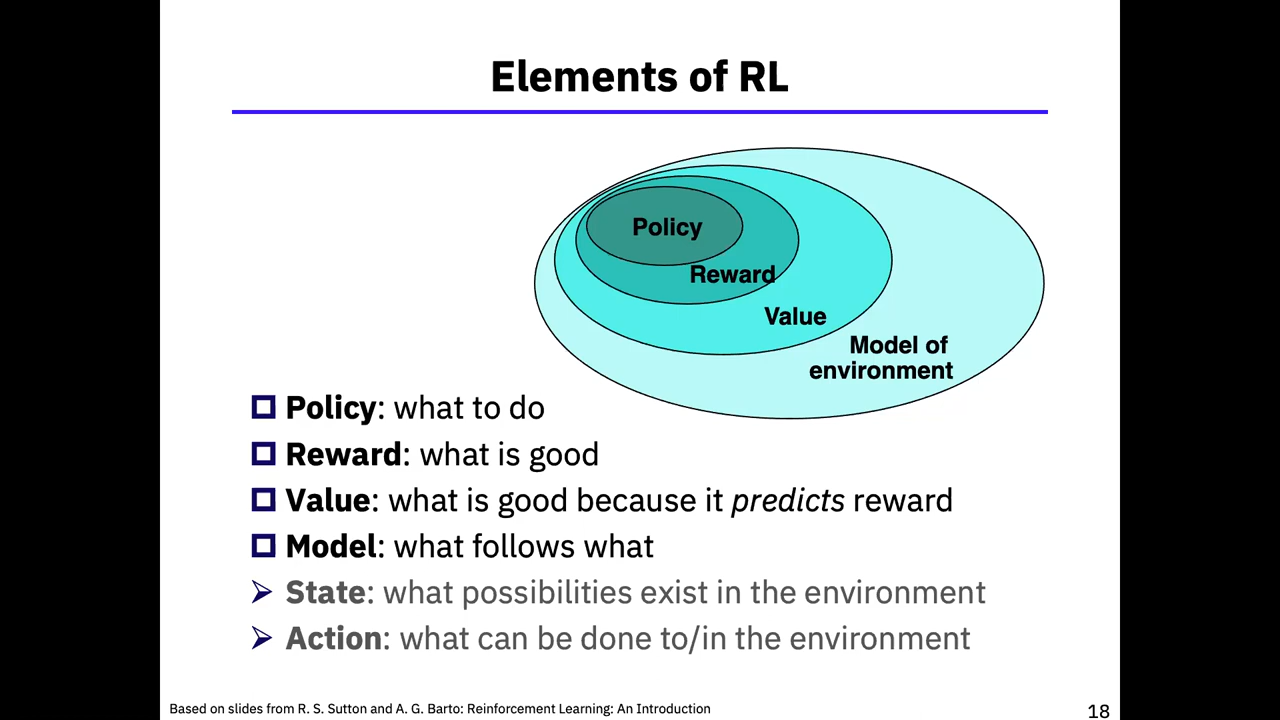 Elements of RL
Policy
Reward
Value
Model of
environment
Policy: what to do
Reward: what is good
Value: what is good because it predicts reward
Model: what follows what
State: what possibilities exist in the environment
Action: what can be done to/in the environment
Based on slides from R. S. Sutton and A. G. Barto: Reinforcement Learning: An Introduction
18